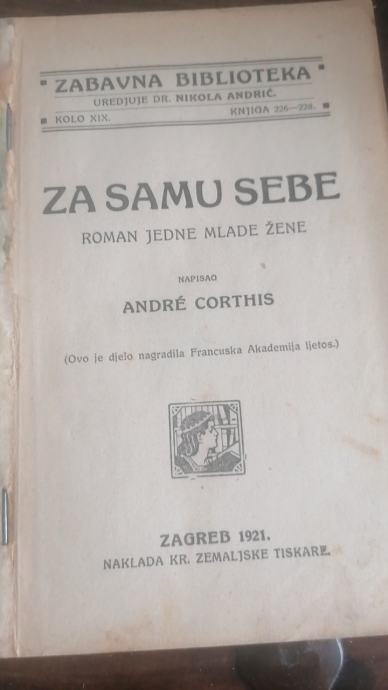 ZABAVNA BIBLIOTEKA
UREDJUJE DR. NIKOLA ANDRIĆ.
KOLO XIX.
KNJIGA 226—228.
ZA SAMU SEBE
ROMAN JEDNE MLADE ŽENE
NAPISAO
ANDRÉ CORTHIS
(Ovo je djelo nagradila Francuska Akademija ljetos.)
ZAGREB 1921.
NAKLADA KR. ZEMALJSKE TISKARE.